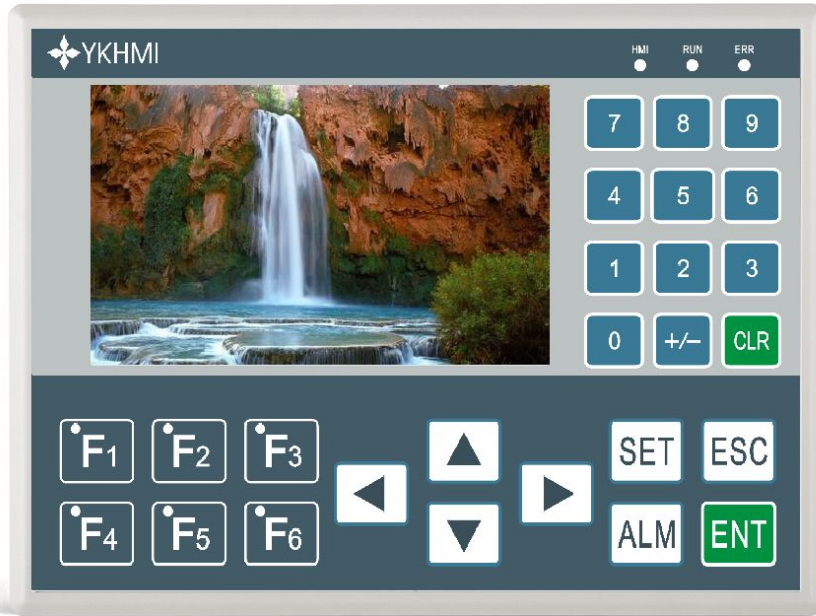 YKHMI
HMI RUN ERR
7 8 9
4 5 6
1 2 3
0 +/− CLR
F1 F2 F3
SET ESC
F4 F5 F6
ALM ENT